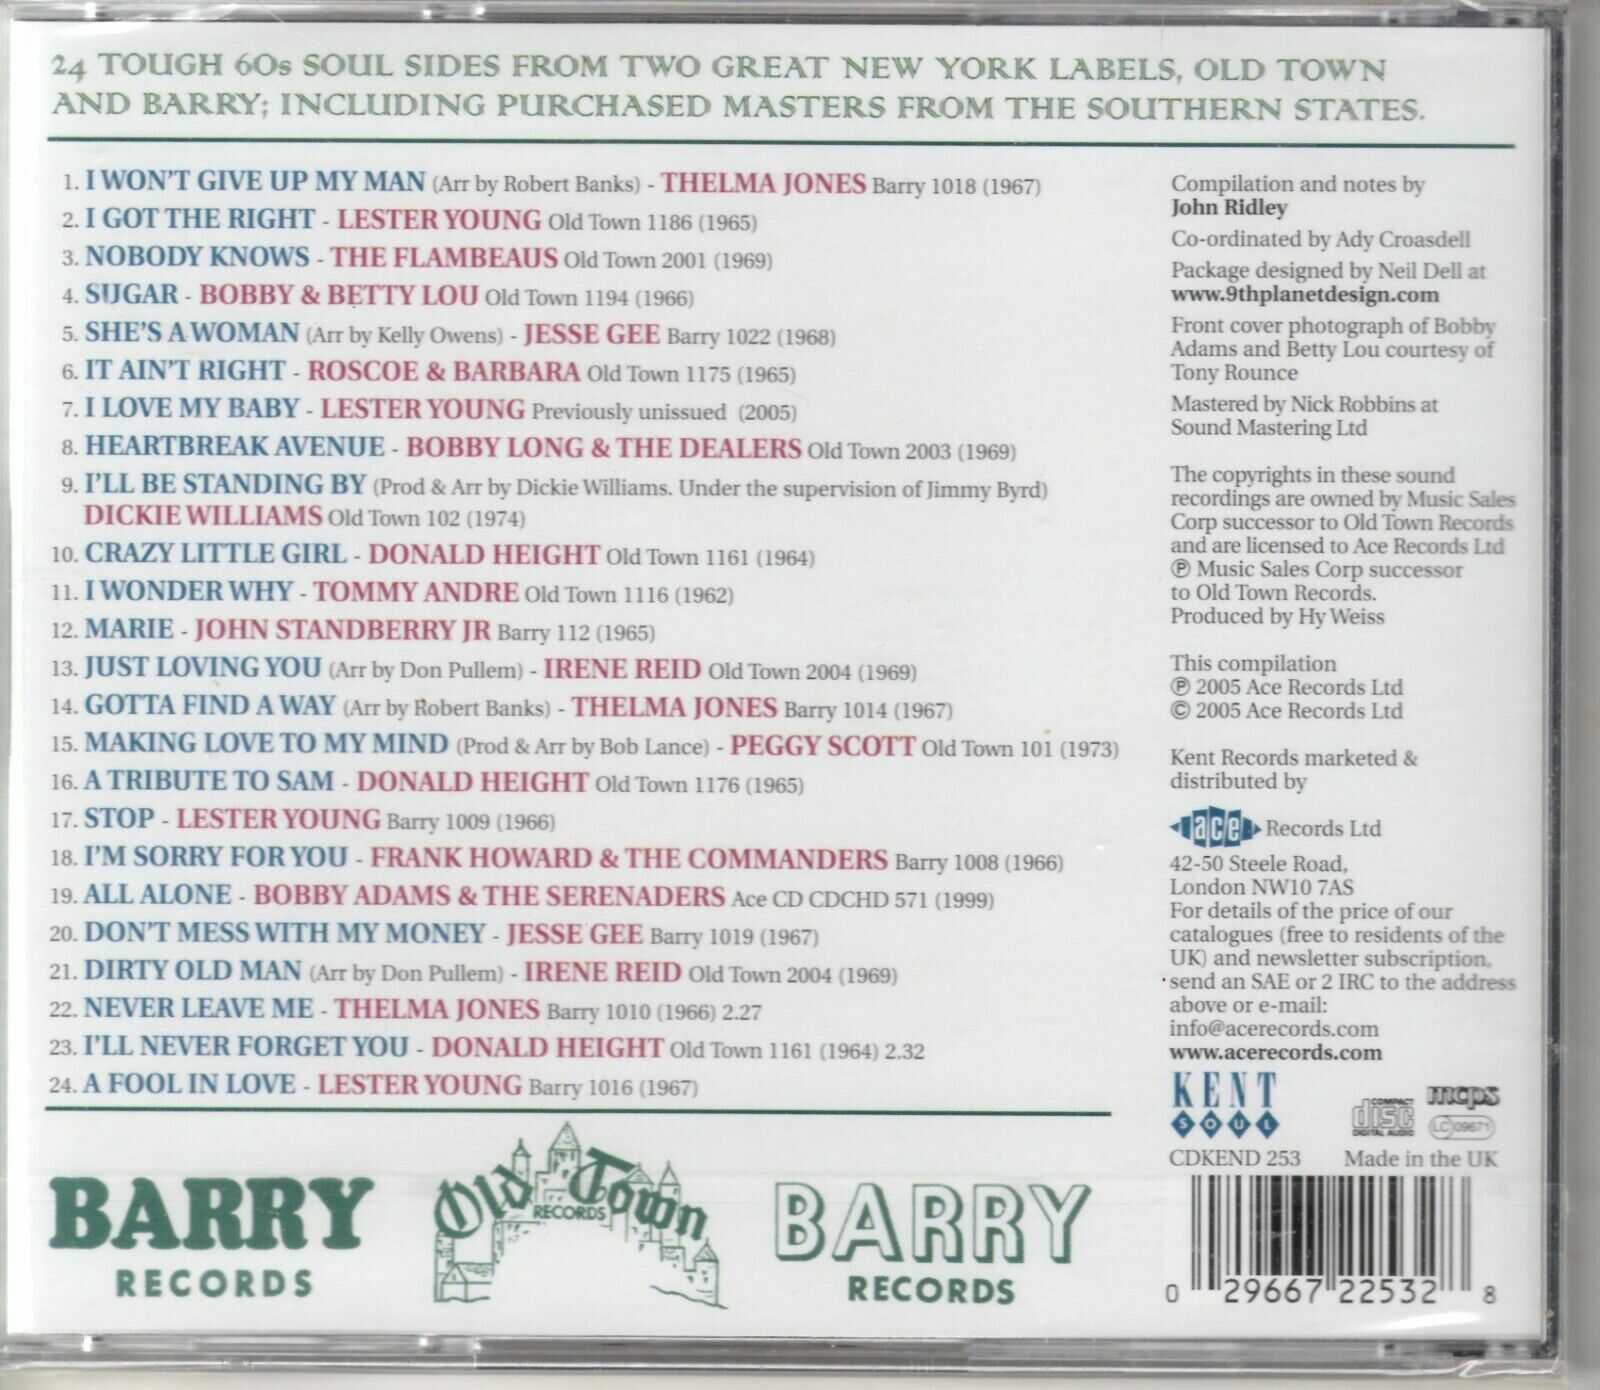 24 TOUGH 60s SOUL SIDES FROM TWO GREAT NEW YORK LABELS, OLD TOWN
AND BARRY; INCLUDING PURCHASED MASTERS FROM THE SOUTHERN STATES.
1. I WON'T GIVE UP MY MAN (Arr by Robert Banks) - THELMA JONES Barry 1018 (1967)
2. I GOT THE RIGHT - LESTER YOUNG Old Town 1186 (1965)
3. NOBODY KNOWS - THE FLAMBEAUS Old Town 2001 (1969)
4. SUGAR - BOBBY & BETTY LOU Old Town 1194 (1966)
5. SHE'S A WOMAN (Arr by Kelly Owens) - JESSE GEE Barry 1022 (1968)
6. IT AIN'T RIGHT - ROSCOE & BARBARA Old Town 1175 (1965)
7. I LOVE MY BABY - LESTER YOUNG Previously unissued (2005)
8. HEARTBREAK AVENUE - BOBBY LONG & THE DEALERS Old Town 2003 (1969)
9. I'LL BE STANDING BY (Prod & Arr by Dickie Williams. Under the supervision of Jimmy Byrd)
DICKIE WILLIAMS Old Town 102 (1974)
10. CRAZY LITTLE GIRL - DONALD HEIGHT Old Town 1161 (1964)
11. I WONDER WHY - TOMMY ANDRE Old Town 1116 (1962)
12. MARIE - JOHN STANDBERRY JR Barry 112 (1965)
13. JUST LOVING YOU (Arr by Don Pullem) - IRENE REID Old Town 2004 (1969)
14. GOTTA FIND A WAY (Arr by Robert Banks) - THELMA JONES Barry 1014 (1967)
15. MAKING LOVE TO MY MIND (Prod & Arr by Bob Lance) - PEGGY SCOTT Old Town 101 (1973)
16. A TRIBUTE TO SAM - DONALD HEIGHT Old Town 1176 (1965)
17. STOP - LESTER YOUNG Barry 1009 (1966)
18. I'M SORRY FOR YOU - FRANK HOWARD & THE COMMANDERS Barry 1008 (1966)
19. ALL ALONE - BOBBY ADAMS & THE SERENADERS Ace CD CDCHD 571 (1999)
20. DON'T MESS WITH MY MONEY - JESSE GEE Barry 1019 (1967)
21. DIRTY OLD MAN (Arr by Don Pullem) - IRENE REID Old Town 2004 (1969)
22. NEVER LEAVE ME - THELMA JONES Barry 1010 (1966) 2.27
23. I'LL NEVER FORGET YOU - DONALD HEIGHT Old Town 1161 (1964) 2.32
24. A FOOL IN LOVE - LESTER YOUNG Barry 1016 (1967)
Compilation and notes by
John Ridley
Co-ordinated by Ady Croasdell
Package designed by Neil Dell at
www.9thplanetdesign.com
Front cover photograph of Bobby
Adams and Betty Lou courtesy of
Tony Rounce
Mastered by Nick Robbins at
Sound Mastering Ltd
The copyrights in these sound
recordings are owned by Music Sales
Corp successor to Old Town Records
and are licensed to Ace Records Ltd
℗ Music Sales Corp successor
to Old Town Records.
Produced by Hy Weiss
This compilation
℗ 2005 Ace Records Ltd
© 2005 Ace Records Ltd
Kent Records marketed &
distributed by
ace Records Ltd
42-50 Steele Road,
London NW10 7AS
For details of the price of our
catalogues (free to residents of the
UK) and newsletter subscription,
send an SAE or 2 IRC to the address
above or e-mail:
info@acerecords.com
www.acerecords.com
KENT
SOUL
COMPACT
disc
DIGITAL AUDIO
mcps
LC 09671
CDKEND 253 Made in the UK
0 29667 22532 8
BARRY
RECORDS
Old Town
RECORDS
BARRY
RECORDS